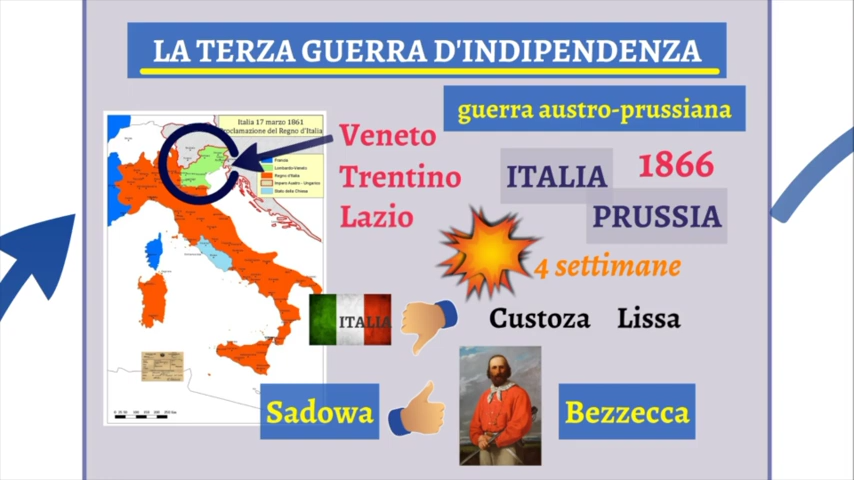 LA TERZA GUERRA D'INDIPENDENZA
guerra austro-prussiana
Italia 17 marzo 1861
Proclamazione del Regno d'Italia
Francia
Lombardo-Veneto
Regno d'Italia
Impero Austro - Ungarico
Stato della Chiesa
Veneto
Trentino
Lazio
ITALIA
1866
PRUSSIA
4 settimane
ITALIA
Custoza
Lissa
Sadowa
Bezzecca